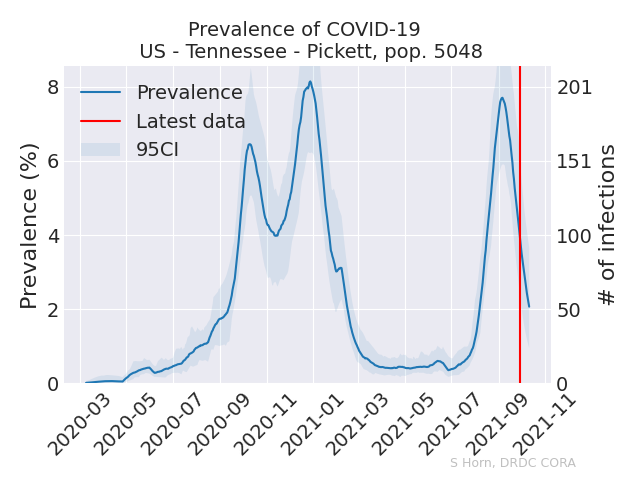 Prevalence of COVID-19
US - Tennessee - Pickett, pop. 5048
Prevalence (%)
8
6
4
2
0
Prevalence
Latest data
95CI
201
151
100
50
0
# of infections
2020-03
2020-05
2020-07
2020-09
2020-11
2021-01
2021-03
2021-05
2021-07
2021-09
2021-11
S Horn, DRDC CORA